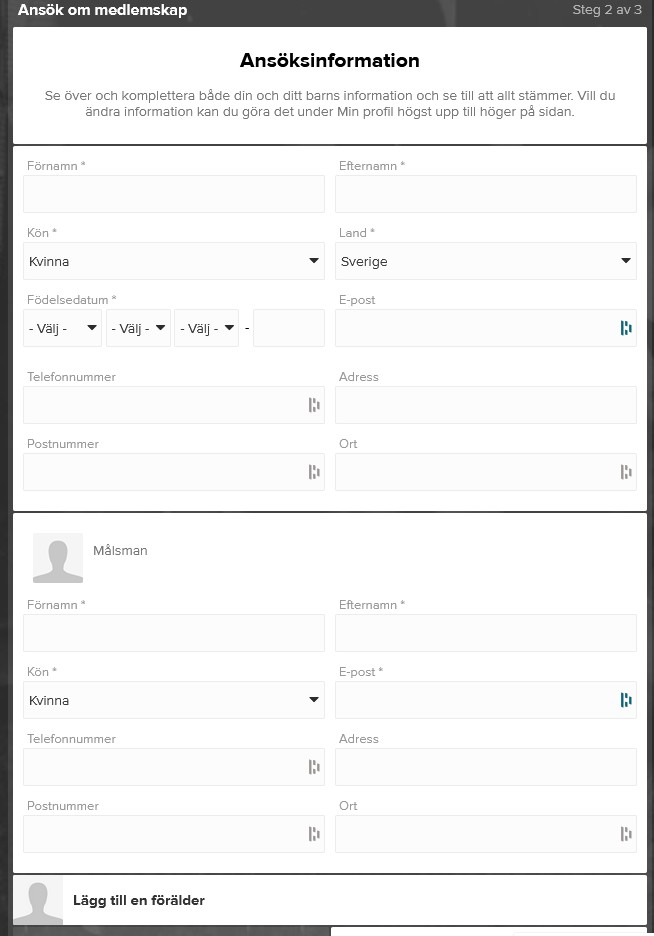 Ansök om medlemskap
Steg 2 av 3
Ansöksinformation
Se över och komplettera både din och ditt barns information och se till att allt stämmer. Vill du
ändra information kan du göra det under Min profil högst upp till höger på sidan.
Förnamn *
Efternamn *
Kön *
Land *
Kvinna
Sverige
Födelsedatum *
E-post
- Välj - - Välj - - Välj - -
Telefonnummer
Adress
Postnummer
Ort
Målsman
Förnamn *
Efternamn *
Kön *
E-post *
Kvinna
Telefonnummer
Adress
Postnummer
Ort
Lägg till en förälder